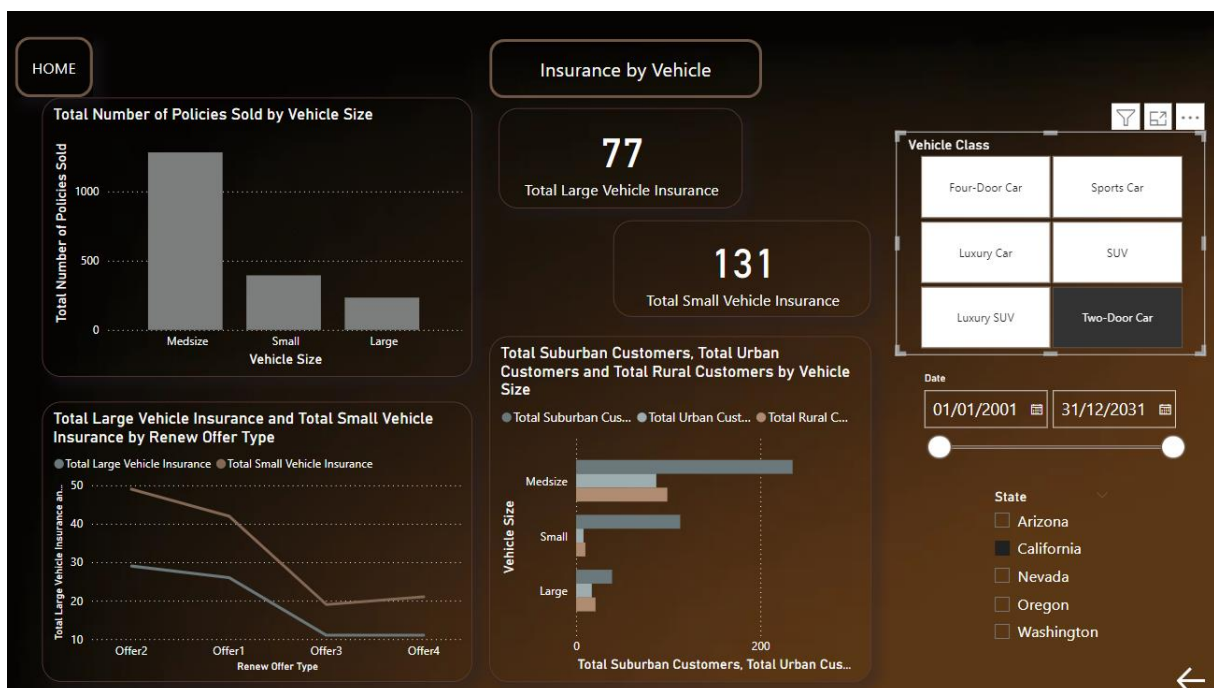 HOME
Insurance by Vehicle
Total Number of Policies Sold by Vehicle Size
Total Number of Policies Sold
1000
500
0
Medsize
Small
Large
Vehicle Size
77
Total Large Vehicle Insurance
131
Total Small Vehicle Insurance
Vehicle Class
Four-Door Car
Sports Car
Luxury Car
SUV
Luxury SUV
Two-Door Car
Date
01/01/2001
31/12/2031
State
Arizona
California
Nevada
Oregon
Washington
Total Large Vehicle Insurance and Total Small Vehicle
Insurance by Renew Offer Type
Total Large Vehicle Insurance
Total Small Vehicle Insurance
Total Large Vehicle Insurance an...
50
40
30
20
10
Offer2
Offer1
Offer3
Offer4
Renew Offer Type
Total Suburban Customers, Total Urban
Customers and Total Rural Customers by Vehicle
Size
Total Suburban Cus...
Total Urban Cust...
Total Rural C...
Vehicle Size
Medsize
Small
Large
0
200
Total Suburban Customers, Total Urban Cus...